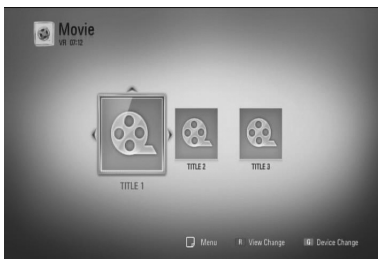 Movie
VR 07:12
TITLE 1
TITLE 2
TITLE 3
Menu
R View Change
G Device Change